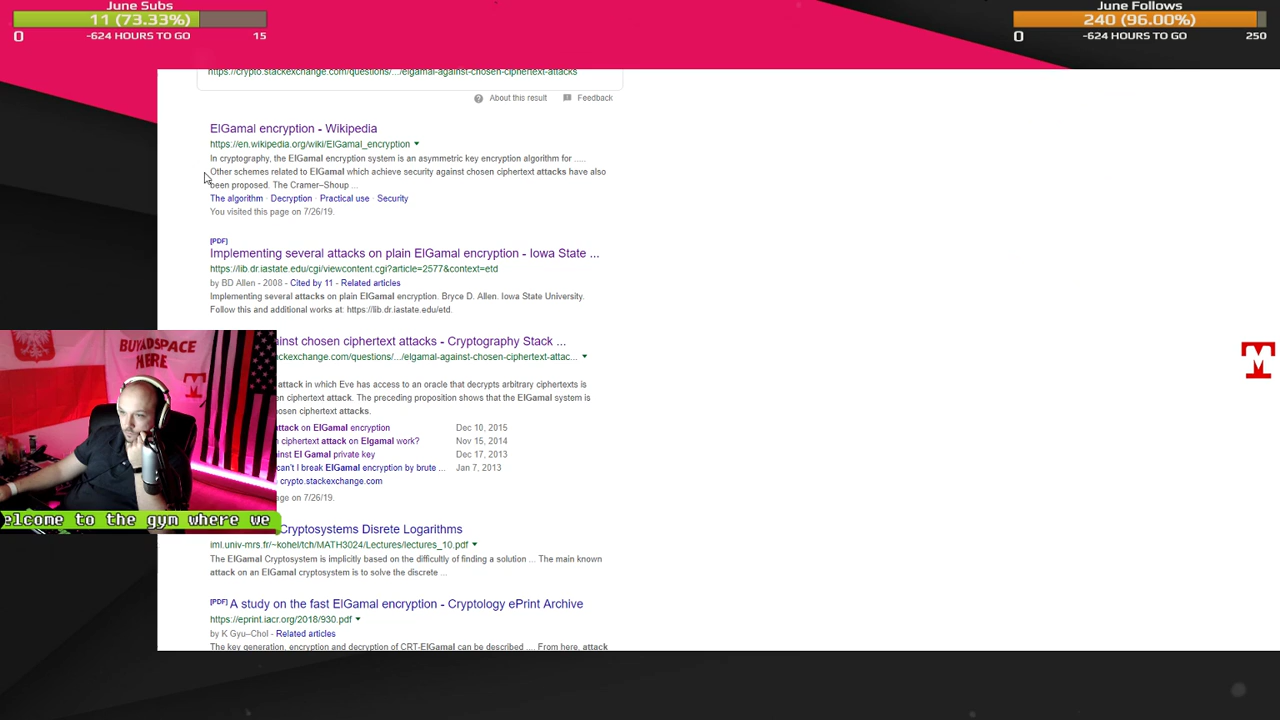 June Subs
11 (73.33%)
0
-624 HOURS TO GO
15
June Follows
240 (96.00%)
0
-624 HOURS TO GO
250
https://crypto.stackexchange.com/questions/.../elgamal-against-chosen-ciphertext-attacks
About this result
Feedback
ElGamal encryption - Wikipedia
https://en.wikipedia.org/wiki/ElGamal_encryption
In cryptography, the ElGamal encryption system is an asymmetric key encryption algorithm for .....
Other schemes related to ElGamal which achieve security against chosen ciphertext attacks have also
been proposed. The Cramer–Shoup ...
The algorithm · Decryption · Practical use · Security
You visited this page on 7/26/19.
[PDF]
Implementing several attacks on plain ElGamal encryption - Iowa State ...
https://lib.dr.iastate.edu/cgi/viewcontent.cgi?article=2577&context=etd
by BD Allen - 2008 - Cited by 11 - Related articles
Implementing several attacks on plain ElGamal encryption. Bryce D. Allen. Iowa State University.
Follow this and additional works at: https://lib.dr.iastate.edu/etd.
inst chosen ciphertext attacks - Cryptography Stack ...
ckexchange.com/questions/.../elgamal-against-chosen-ciphertext-attac...
attack in which Eve has access to an oracle that decrypts arbitrary ciphertexts is
en ciphertext attack. The preceding proposition shows that the ElGamal system is
osen ciphertext attacks.
ttack on ElGamal encryption Dec 10, 2015
ciphertext attack on Elgamal work? Nov 15, 2014
inst El Gamal private key Dec 17, 2013
can't I break ElGamal encryption by brute ... Jan 7, 2013
crypto.stackexchange.com
age on 7/26/19.
Cryptosystems Disrete Logarithms
iml.univ-mrs.fr/~kohel/tch/MATH3024/Lectures/lectures_10.pdf
The ElGamal Cryptosystem is implicitly based on the difficultly of finding a solution ... The main known
attack on an ElGamal cryptosystem is to solve the discrete ...
[PDF] A study on the fast ElGamal encryption - Cryptology ePrint Archive
https://eprint.iacr.org/2018/930.pdf
by K Gyu–Chol - Related articles
The key generation, encryption and decryption of CRT-ElGamal can be described .... From here, attack
BUY ADSPACE
HERE
elcome to the gym where we